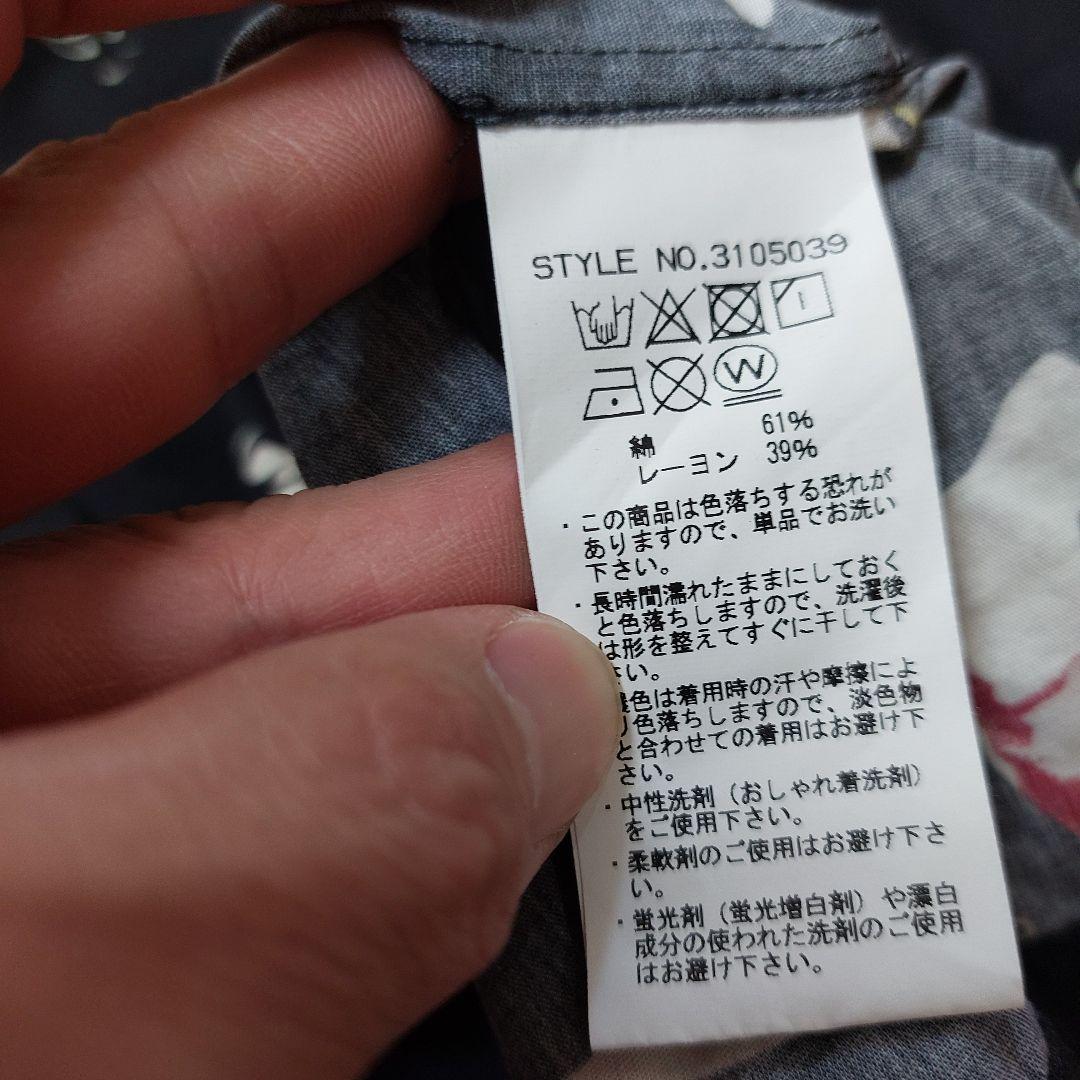 STYLE NO.3105039
W
綿 61%
レーヨン 39%
・この商品は色落ちする恐れが
ありますので、単品でお洗い
下さい。
・長時間濡れたままにしておく
と色落ちしますので、洗濯後
は形を整えてすぐに干して下
さい。
色は着用時の汗や摩擦によ
り色落ちしますので、淡色物
と合わせての着用はお避け下
さい。
・中性洗剤（おしゃれ着洗剤）
をご使用下さい。
・柔軟剤のご使用はお避け下さ
い。
・蛍光剤（蛍光増白剤）や漂白
成分の使われた洗剤のご使用
はお避け下さい。